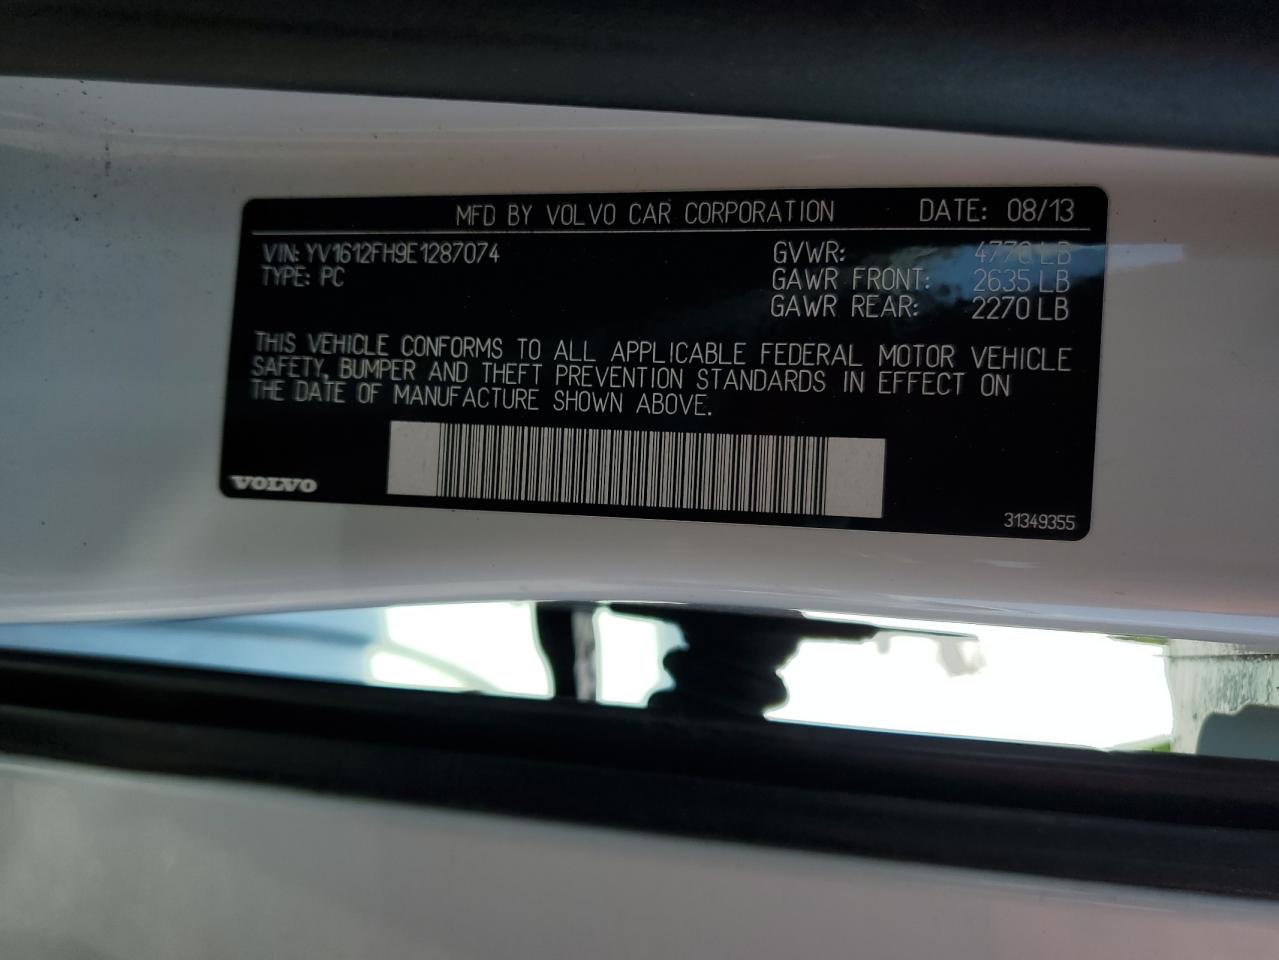 MFD BY VOLVO CAR CORPORATION DATE: 08/13
VIN: YV1612FH9E1287074 GVWR: 4770 LB
TYPE: PC GAWR FRONT: 2635 LB
GAWR REAR: 2270 LB
THIS VEHICLE CONFORMS TO ALL APPLICABLE FEDERAL MOTOR VEHICLE
SAFETY, BUMPER AND THEFT PREVENTION STANDARDS IN EFFECT ON
THE DATE OF MANUFACTURE SHOWN ABOVE.
VOLVO
31349355